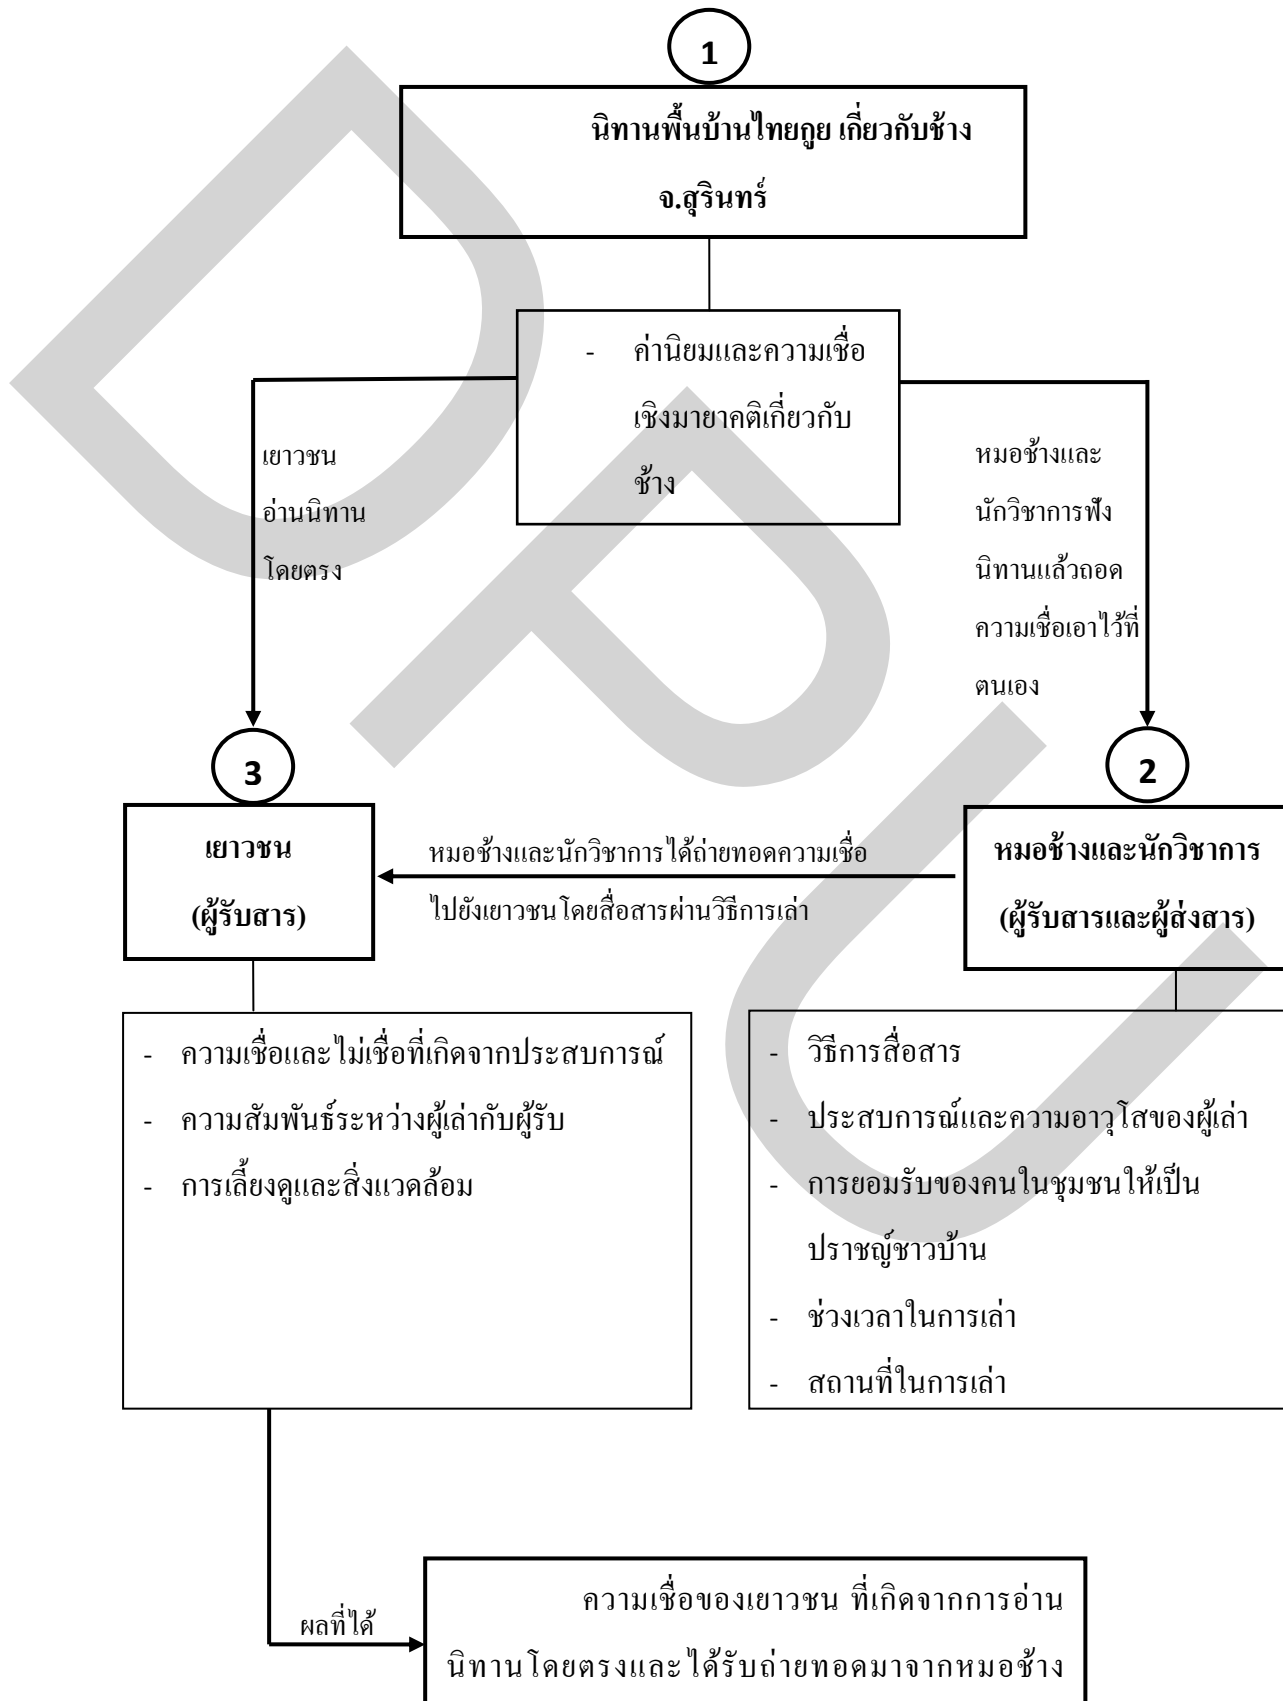 1
นิทานพื้นบ้านไทยกูย เกี่ยวกับช้าง
จ.สุรินทร์
- ค่านิยมและความเชื่อ
เชิงมายาคติเกี่ยวกับ
ช้าง
เยาวชน
อ่านนิทาน
โดยตรง
หมอช้างและ
นักวิชาการฟัง
นิทานแล้วถอด
ความเชื่อเอาไว้ที่
ตนเอง
3
เยาวชน
(ผู้รับสาร)
หมอช้างและนักวิชาการได้ถ่ายทอดความเชื่อ
ไปยังเยาวชนโดยสื่อสารผ่านวิธีการเล่า
2
หมอช้างและนักวิชาการ
(ผู้รับสารและผู้ส่งสาร)
- ความเชื่อและไม่เชื่อที่เกิดจากประสบการณ์
- ความสัมพันธ์ระหว่างผู้เล่ากับผู้รับ
- การเลี้ยงดูและสิ่งแวดล้อม
- วิธีการสื่อสาร
- ประสบการณ์และความอาวุโสของผู้เล่า
- การยอมรับของคนในชุมชนให้เป็น
ปราชญ์ชาวบ้าน
- ช่วงเวลาในการเล่า
- สถานที่ในการเล่า
ผลที่ได้
ความเชื่อของเยาวชน ที่เกิดจากการอ่าน
นิทานโดยตรงและได้รับถ่ายทอดมาจากหมอช้าง
DPU